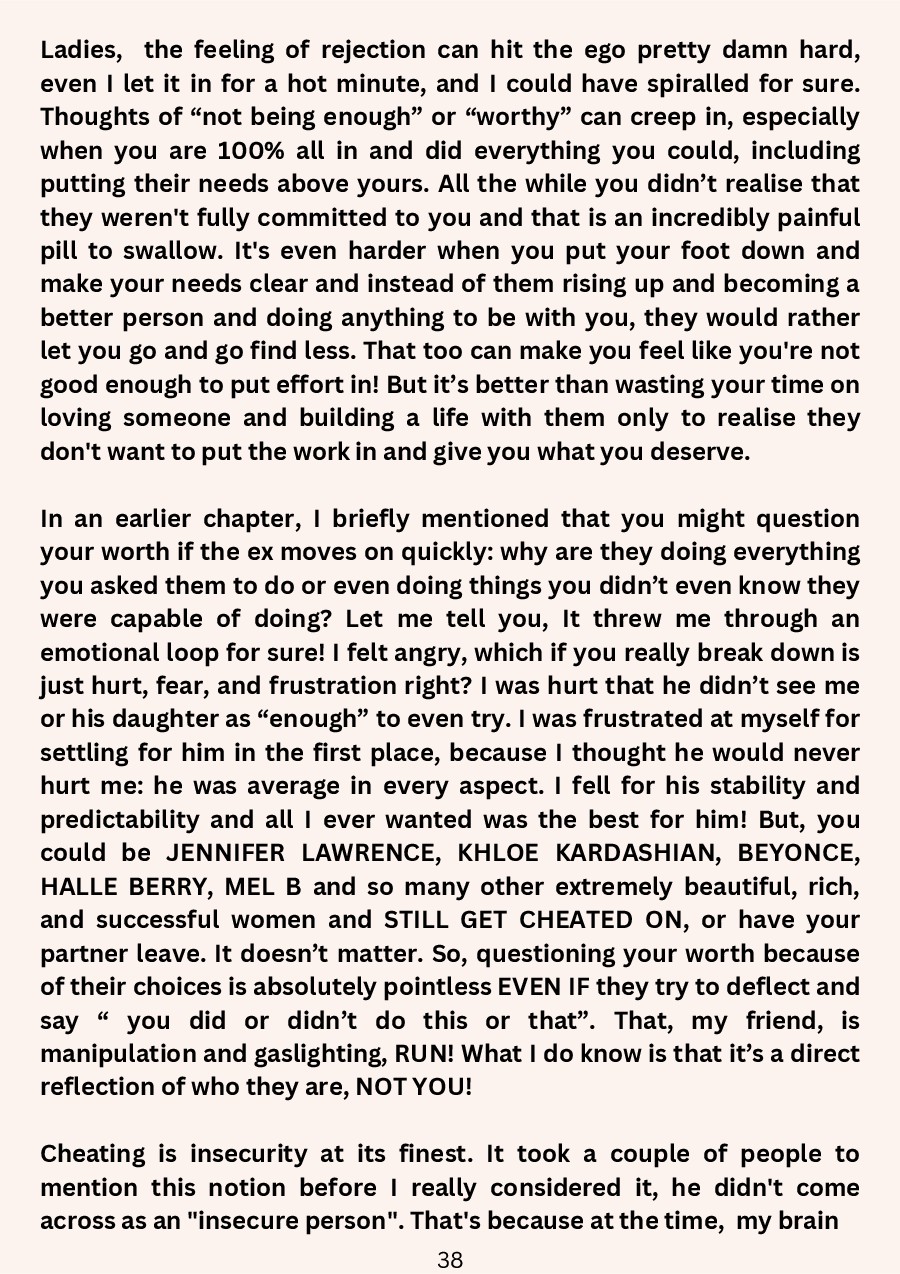 Ladies,  the feeling of rejection can hit the ego pretty damn hard,
even I let it in for a hot minute, and I could have spiralled for sure.
Thoughts of “not being enough” or “worthy” can creep in, especially
when you are 100% all in and did everything you could, including
putting their needs above yours. All the while you didn’t realise that
they weren't fully committed to you and that is an incredibly painful
pill to swallow. It's even harder when you put your foot down and
make your needs clear and instead of them rising up and becoming a
better person and doing anything to be with you, they would rather
let you go and go find less. That too can make you feel like you're not
good enough to put effort in! But it’s better than wasting your time on
loving someone and building a life with them only to realise they
don't want to put the work in and give you what you deserve.

In an earlier chapter, I briefly mentioned that you might question
your worth if the ex moves on quickly: why are they doing everything
you asked them to do or even doing things you didn’t even know they
were capable of doing? Let me tell you, It threw me through an
emotional loop for sure! I felt angry, which if you really break down is
just hurt, fear, and frustration right? I was hurt that he didn’t see me
or his daughter as “enough” to even try. I was frustrated at myself for
settling for him in the first place, because I thought he would never
hurt me: he was average in every aspect. I fell for his stability and
predictability and all I ever wanted was the best for him! But, you
could be JENNIFER LAWRENCE, KHLOE KARDASHIAN, BEYONCE,
HALLE BERRY, MEL B and so many other extremely beautiful, rich,
and successful women and STILL GET CHEATED ON, or have your
partner leave. It doesn’t matter. So, questioning your worth because
of their choices is absolutely pointless EVEN IF they try to deflect and
say “ you did or didn’t do this or that”. That, my friend, is
manipulation and gaslighting, RUN! What I do know is that it’s a direct
reflection of who they are, NOT YOU!

Cheating is insecurity at its finest. It took a couple of people to
mention this notion before I really considered it, he didn't come
across as an "insecure person". That's because at the time,  my brain
38